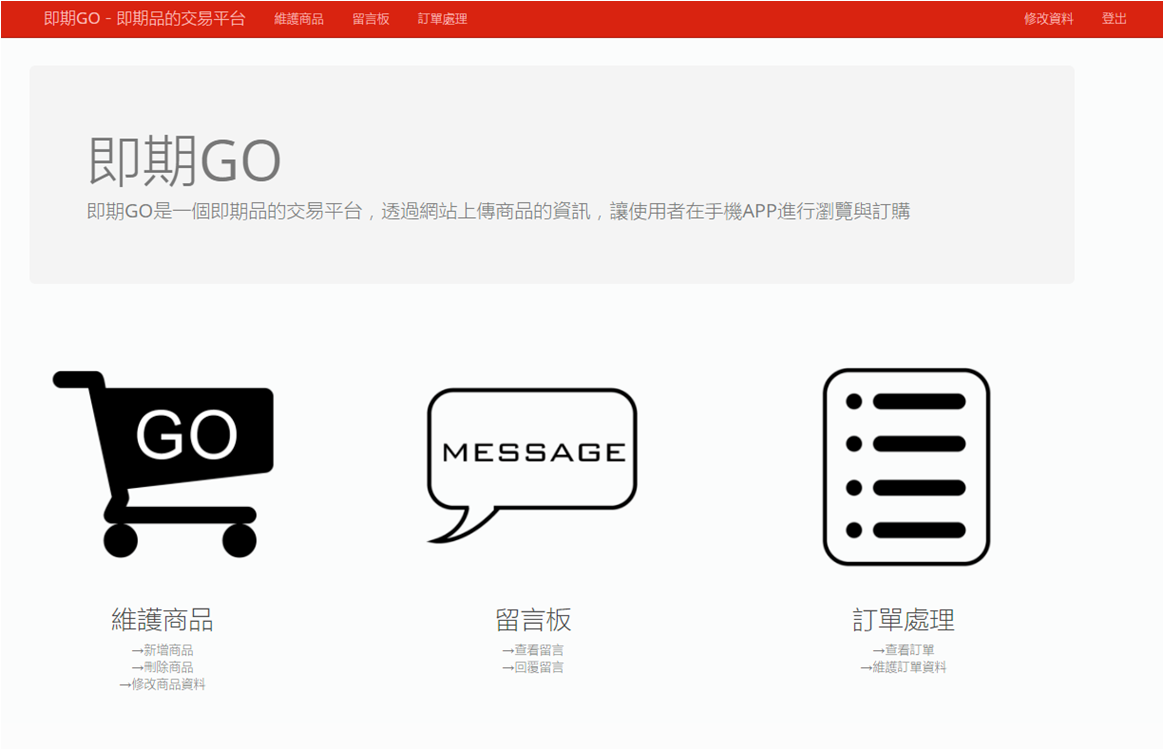 即期GO - 即期品的交易平台 維護商品 留言板 訂單處理 修改資料 登出
即期GO
即期GO是一個即期品的交易平台，透過網站上傳商品的資訊，讓使用者在手機APP進行瀏覽與訂購
GO
MESSAGE
維護商品
→新增商品
→刪除商品
→修改商品資料
留言板
→查看留言
→回覆留言
訂單處理
→查看訂單
→維護訂單資料